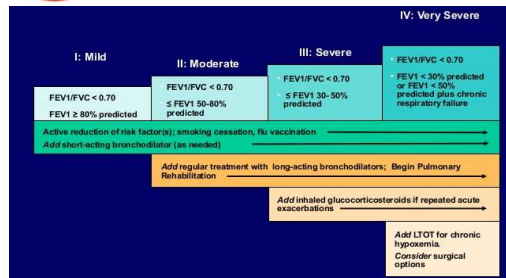 IV: Very Severe
III: Severe
II: Moderate
I: Mild
FEV1/FVC < 0.70
FEV1 ≥ 80% predicted
FEV1/FVC < 0.70
≤ FEV1 50-80%
predicted
FEV1/FVC < 0.70
≤ FEV1 30- 50%
predicted
FEV1/FVC < 0.70
FEV1 < 30% predicted
or FEV1 < 50%
predicted plus chronic
respiratory failure
Active reduction of risk factor(s); smoking cessation, flu vaccination
Add short-acting bronchodilator (as needed)
Add regular treatment with long-acting bronchodilators; Begin Pulmonary
Rehabilitation
Add inhaled glucocorticosteroids if repeated acute
exacerbations
Add LTOT for chronic
hypoxemia.
Consider surgical
options